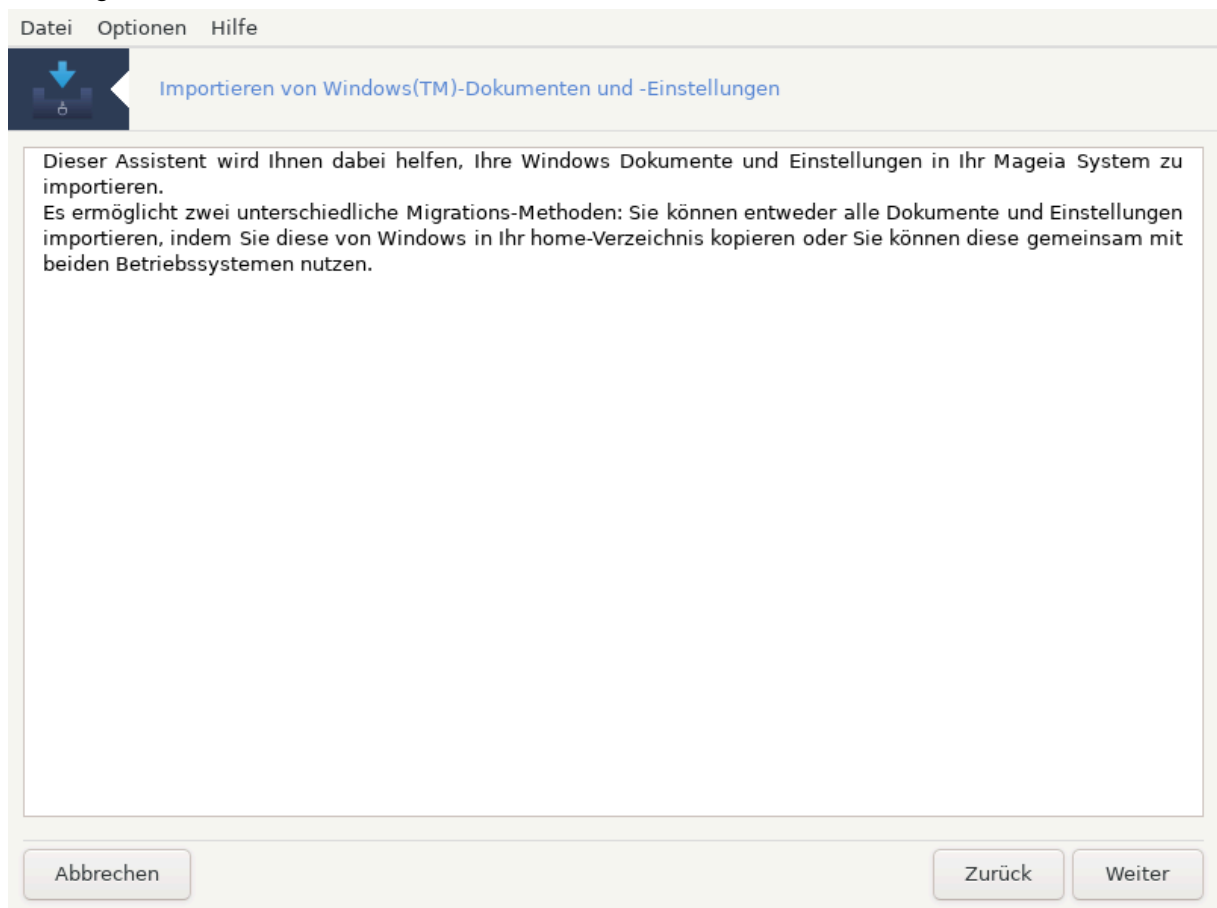 Datei Optionen Hilfe
Importieren von Windows(TM)-Dokumenten und -Einstellungen
Dieser Assistent wird Ihnen dabei helfen, Ihre Windows Dokumente und Einstellungen in Ihr Mageia System zu
importieren.
Es ermöglicht zwei unterschiedliche Migrations-Methoden: Sie können entweder alle Dokumente und Einstellungen
importieren, indem Sie diese von Windows in Ihr home-Verzeichnis kopieren oder Sie können diese gemeinsam mit
beiden Betriebssystemen nutzen.
Abbrechen Zurück Weiter